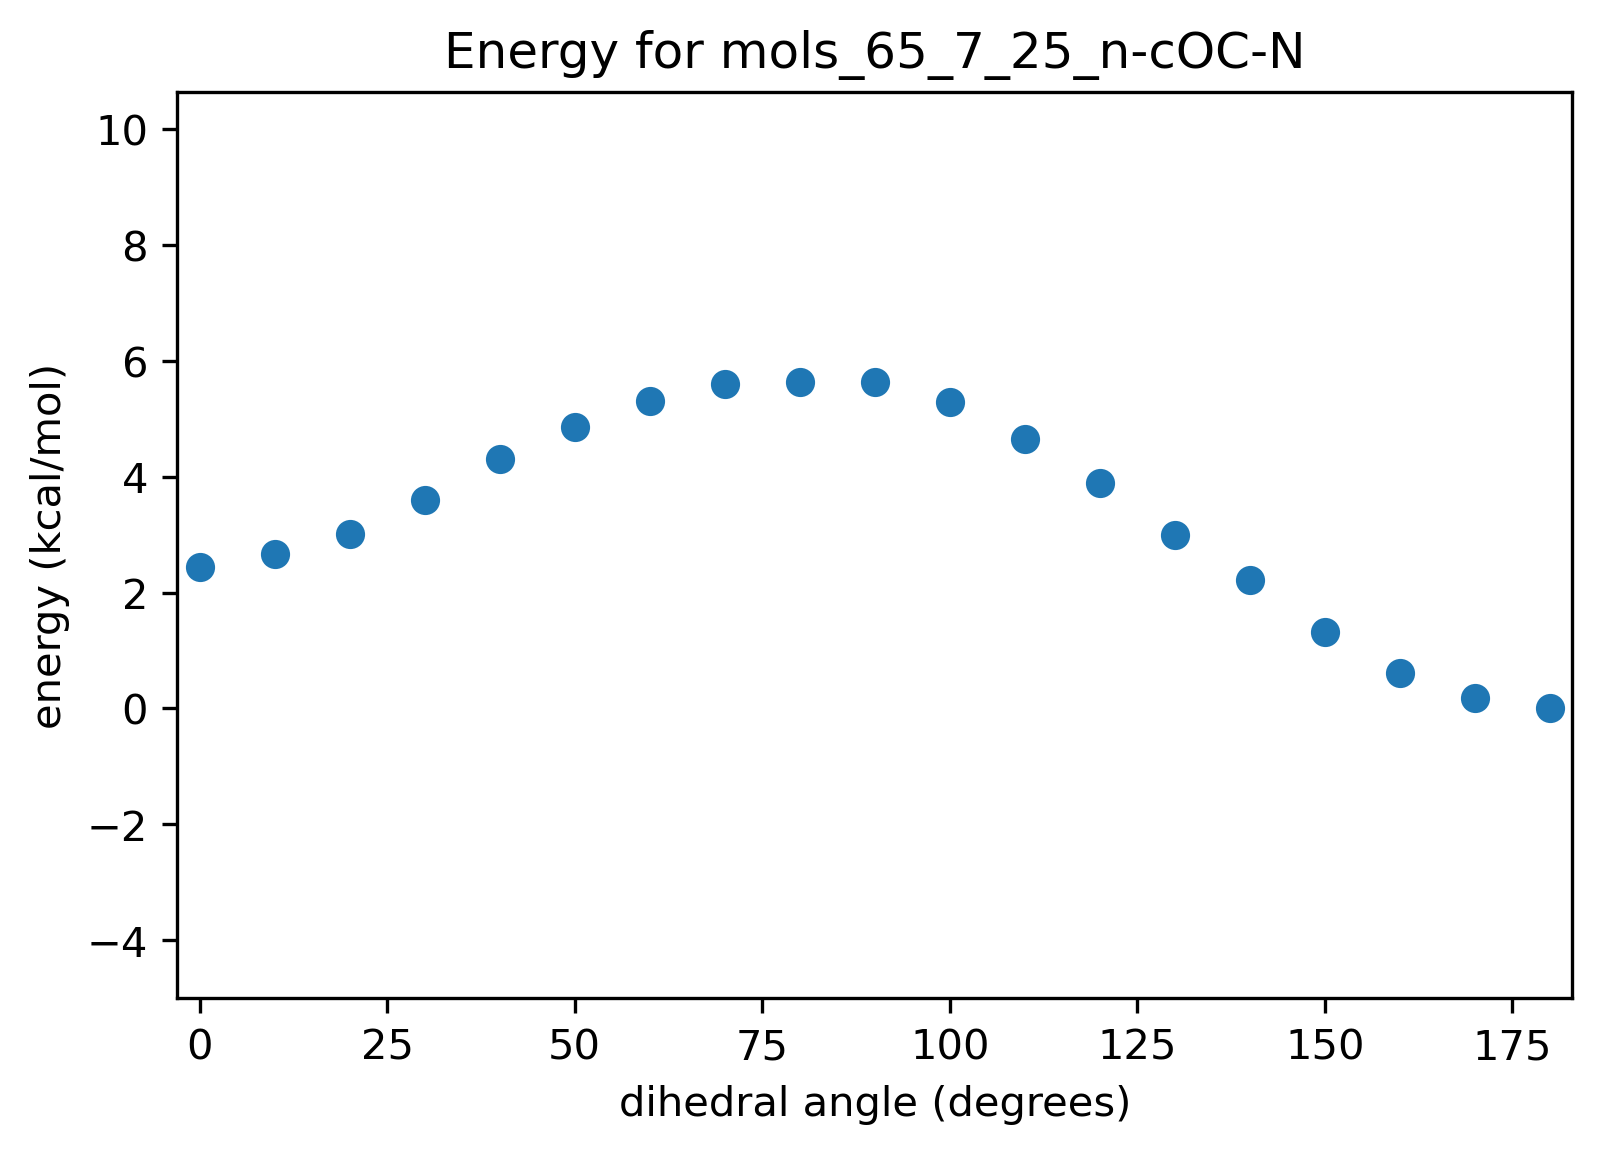 Energy for mols_65_7_25_n-cOC-N
energy (kcal/mol)
10
8
6
4
2
0
−2
−4
0 25 50 75 100 125 150 175
dihedral angle (degrees)